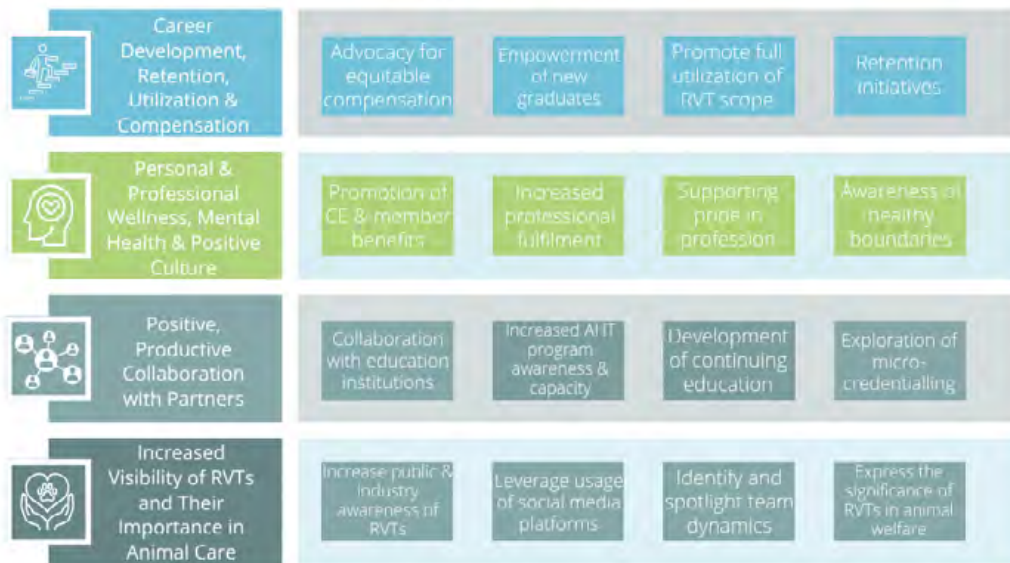 Career
Development,
Retention,
Utilization &
Compensation
Advocacy for
equitable
compensation
Empowerment
of new
graduates
Promote full
utilization of
RVT scope
Retention
initiatives
Personal &
Professional
Wellness, Mental
Health & Positive
Culture
Promotion of
CE & member
benefits
Increased
professional
fulfilment
Supporting
pride in
profession
Awareness of
healthy
boundaries
Positive,
Productive
Collaboration
with Partners
Collaboration
with education
institutions
Increased AHT
program
awareness &
capacity
Development
of continuing
education
Exploration of
micro-
credentialling
Increased
Visibility of RVTs
and Their
Importance in
Animal Care
Increase public &
industry
awareness of
RVTs
Leverage usage
of social media
platforms
Identity and
spotlight team
dynamics
Express the
significance of
RVTs in animal
welfare